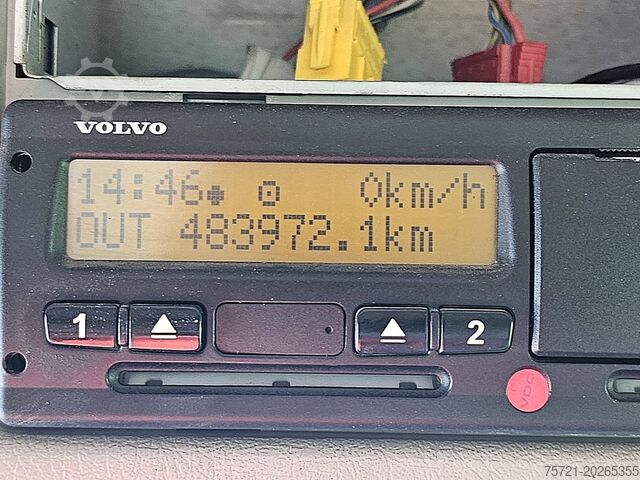 VOLVO
14:46 0km/h
OUT 483972.1km
1 2
VDO
75721-20265355